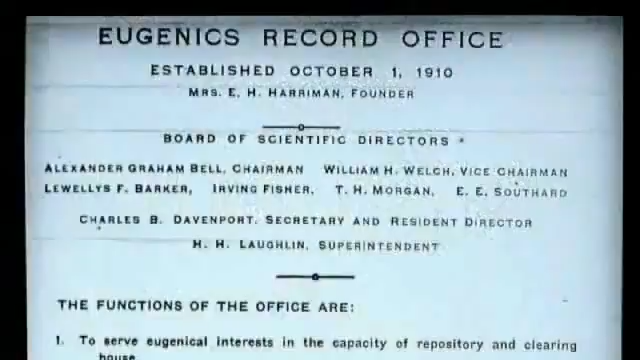 EUGENICS RECORD OFFICE
ESTABLISHED OCTOBER 1, 1910
MRS. E. H. HARRIMAN, FOUNDER
BOARD OF SCIENTIFIC DIRECTORS
ALEXANDER GRAHAM BELL, CHAIRMAN WILLIAM H. WELCH, VICE CHAIRMAN
LEWELLYS F. BARKER, IRVING FISHER, T. H. MORGAN, E. E. SOUTHARD
CHARLES B. DAVENPORT, SECRETARY AND RESIDENT DIRECTOR
H. H. LAUGHLIN, SUPERINTENDENT
THE FUNCTIONS OF THE OFFICE ARE:
1. To serve eugenical interests in the capacity of repository and clearing
house